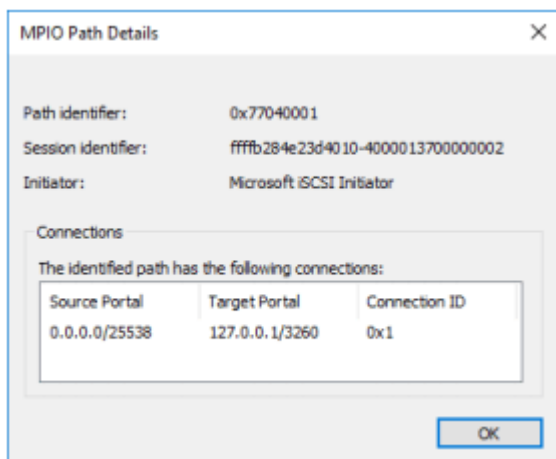 MPIO Path Details
Path identifier: 0x77040001
Session identifier: ffffb284e23d4010-4000013700000002
Initiator: Microsoft iSCSI Initiator
Connections
The identified path has the following connections:
Source Portal Target Portal Connection ID
0.0.0.0/25538 127.0.0.1/3260 0x1
OK